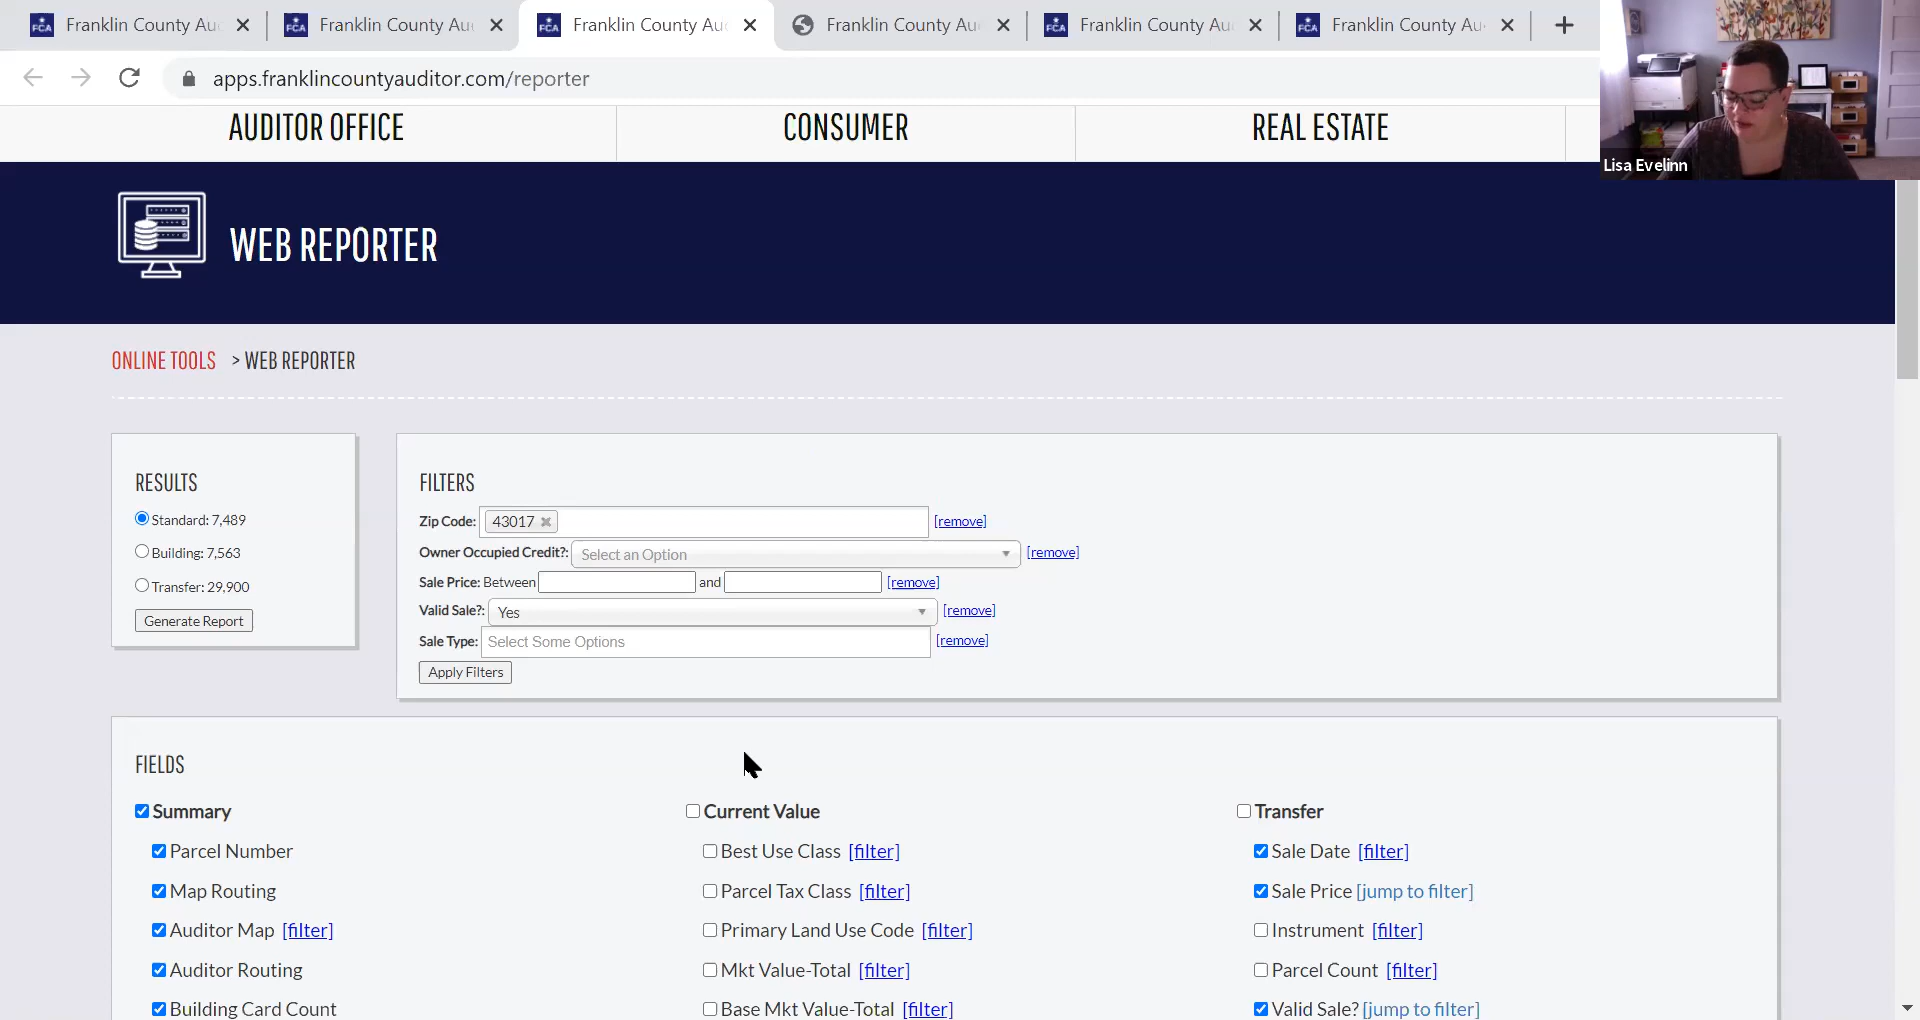 Franklin County Au
Franklin County Au
Franklin County Au
Franklin County Au
Franklin County Au
Franklin County Au
FCA
FCA
FCA
FCA
FCA
apps.franklincountyauditor.com/reporter
AUDITOR OFFICE
CONSUMER
REAL ESTATE
Lisa Evelinn
WEB REPORTER
ONLINE TOOLS > WEB REPORTER
RESULTS
Standard: 7,489
Building: 7,563
Transfer: 29,900
Generate Report
FILTERS
Zip Code: 43017 [remove]
Owner Occupied Credit?: Select an Option [remove]
Sale Price: Between and [remove]
Valid Sale?: Yes [remove]
Sale Type: Select Some Options [remove]
Apply Filters
FIELDS
Summary
Parcel Number
Map Routing
Auditor Map [filter]
Auditor Routing
Building Card Count
Current Value
Best Use Class [filter]
Parcel Tax Class [filter]
Primary Land Use Code [filter]
Mkt Value-Total [filter]
Base Mkt Value-Total [filter]
Transfer
Sale Date [filter]
Sale Price [jump to filter]
Instrument [filter]
Parcel Count [filter]
Valid Sale? [jump to filter]